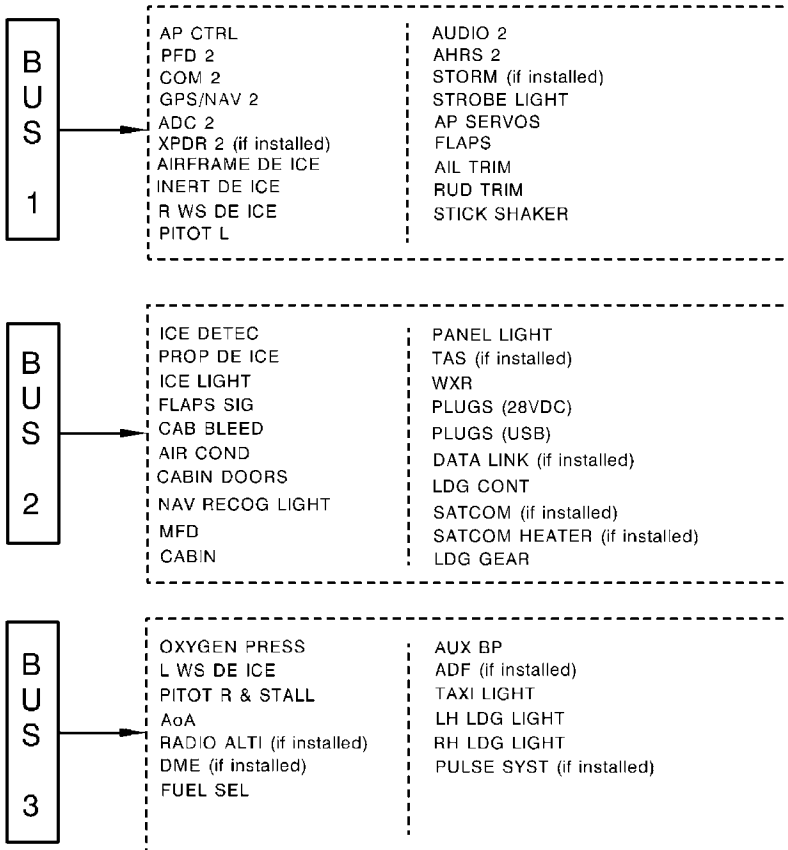 BUS 1
AP CTRL
PFD 2
COM 2
GPS/NAV 2
ADC 2
XPDR 2 (if installed)
AIRFRAME DE ICE
INERT DE ICE
R WS DE ICE
PITOT L
AUDIO 2
AHRS 2
STORM (if installed)
STROBE LIGHT
AP SERVOS
FLAPS
AIL TRIM
RUD TRIM
STICK SHAKER
BUS 2
ICE DETEC
PROP DE ICE
ICE LIGHT
FLAPS SIG
CAB BLEED
AIR COND
CABIN DOORS
NAV RECOG LIGHT
MFD
CABIN
PANEL LIGHT
TAS (if installed)
WXR
PLUGS (28VDC)
PLUGS (USB)
DATA LINK (if installed)
LDG CONT
SATCOM (if installed)
SATCOM HEATER (if installed)
LDG GEAR
BUS 3
OXYGEN PRESS
L WS DE ICE
PITOT R & STALL
AoA
RADIO ALTI (if installed)
DME (if installed)
FUEL SEL
AUX BP
ADF (if installed)
TAXI LIGHT
LH LDG LIGHT
RH LDG LIGHT
PULSE SYST (if installed)